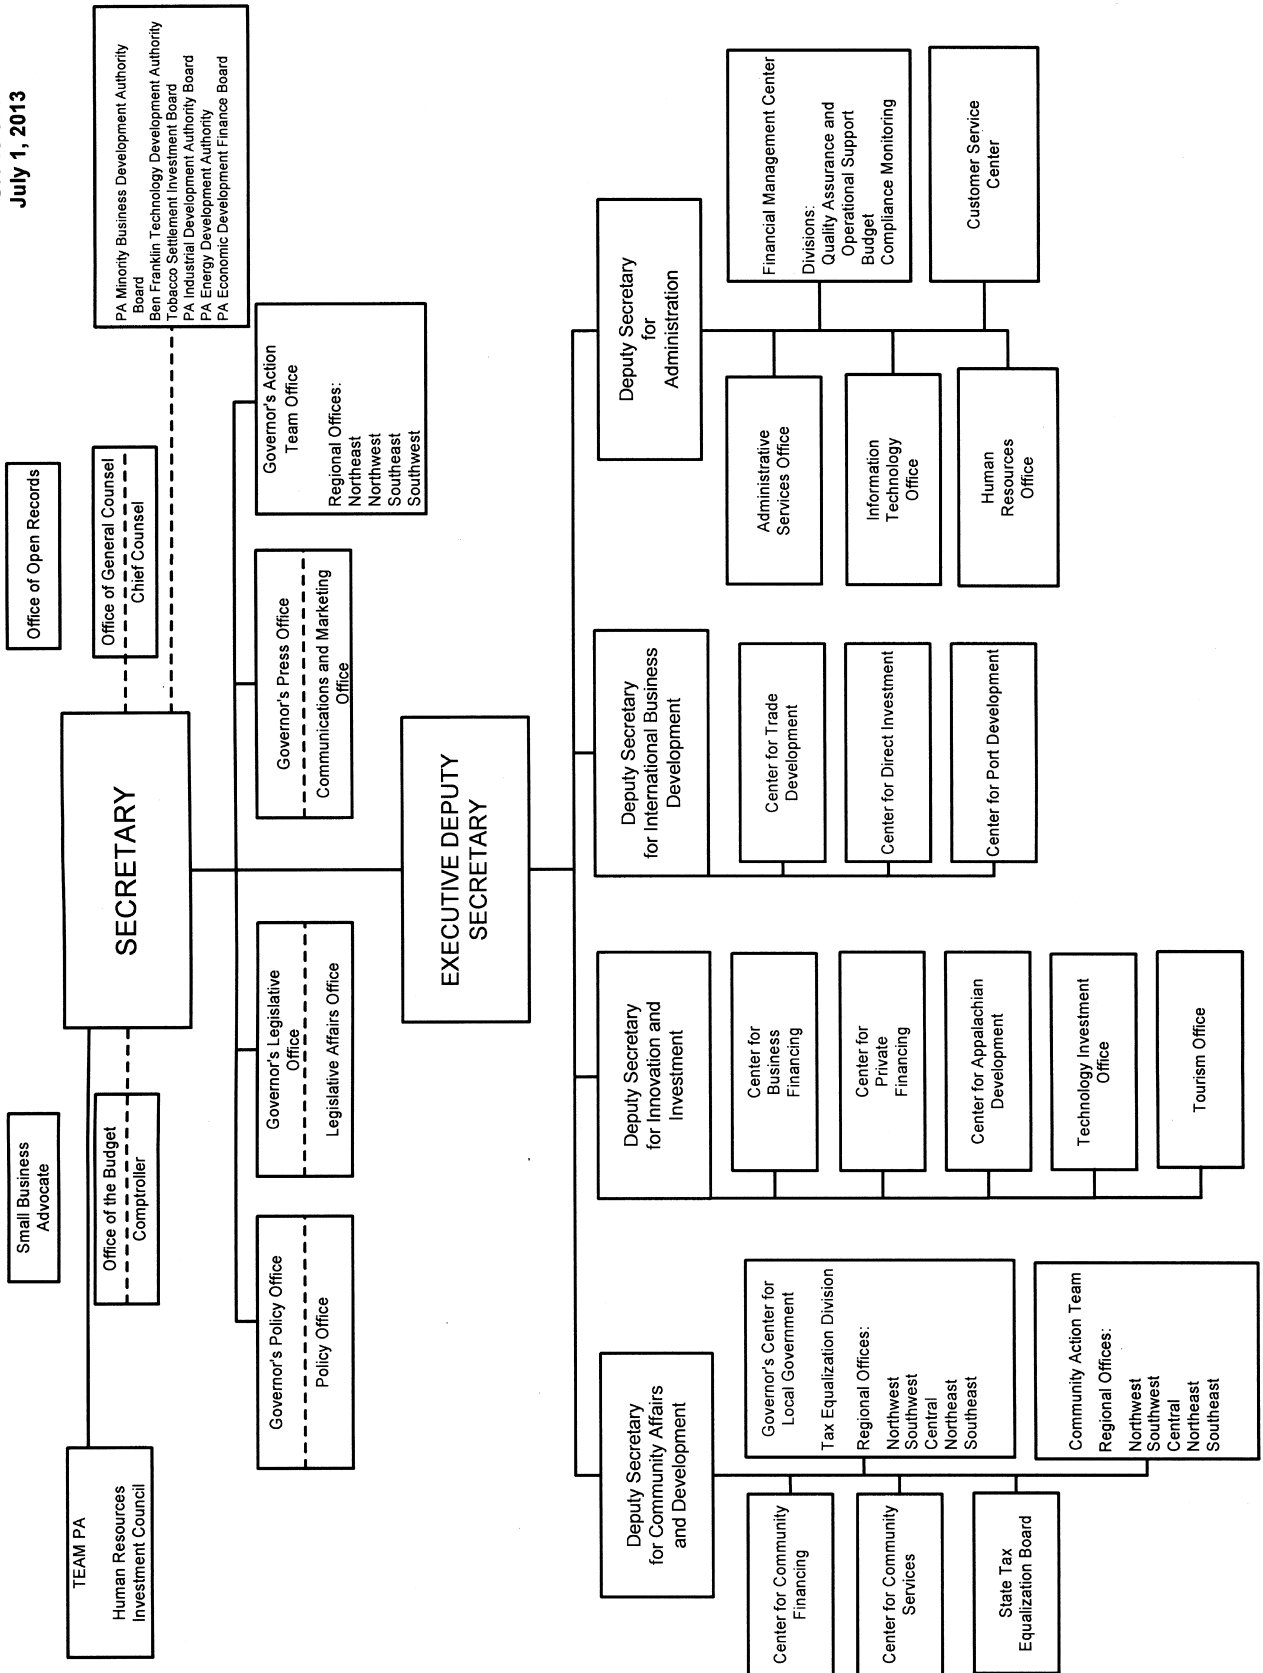 July 1, 2013
Small Business
Advocate
Office of Open Records
TEAM PA
Human Resources
Investment Council
Office of the Budget
Comptroller
SECRETARY
Office of General Counsel
Chief Counsel
PA Minority Business Development Authority
Board
Ben Franklin Technology Development Authority
Tobacco Settlement Investment Board
PA Industrial Development Authority Board
PA Energy Development Authority
PA Economic Development Finance Board
Governor's Policy Office
Policy Office
Governor's Legislative
Office
Legislative Affairs Office
Governor's Press Office
Communications and Marketing
Office
Governor's Action
Team Office
Regional Offices:
Northeast
Northwest
Southeast
Southwest
EXECUTIVE DEPUTY
SECRETARY
Deputy Secretary
for Community Affairs
and Development
Center for Community
Financing
Center for Community
Services
State Tax
Equalization Board
Governor's Center for
Local Government
Tax Equalization Division
Regional Offices:
Northwest
Southwest
Central
Northeast
Southeast
Community Action Team
Regional Offices:
Northwest
Southwest
Central
Northeast
Southeast
Deputy Secretary
for Innovation and
Investment
Center for
Business
Financing
Center for
Private
Financing
Center for Appalachian
Development
Technology Investment
Office
Tourism Office
Deputy Secretary
for International Business
Development
Center for Trade
Development
Center for Direct Investment
Center for Port Development
Deputy Secretary
for
Administration
Administrative
Services Office
Information
Technology
Office
Human
Resources
Office
Financial Management Center
Divisions:
Quality Assurance and
Operational Support
Budget
Compliance Monitoring
Customer Service
Center